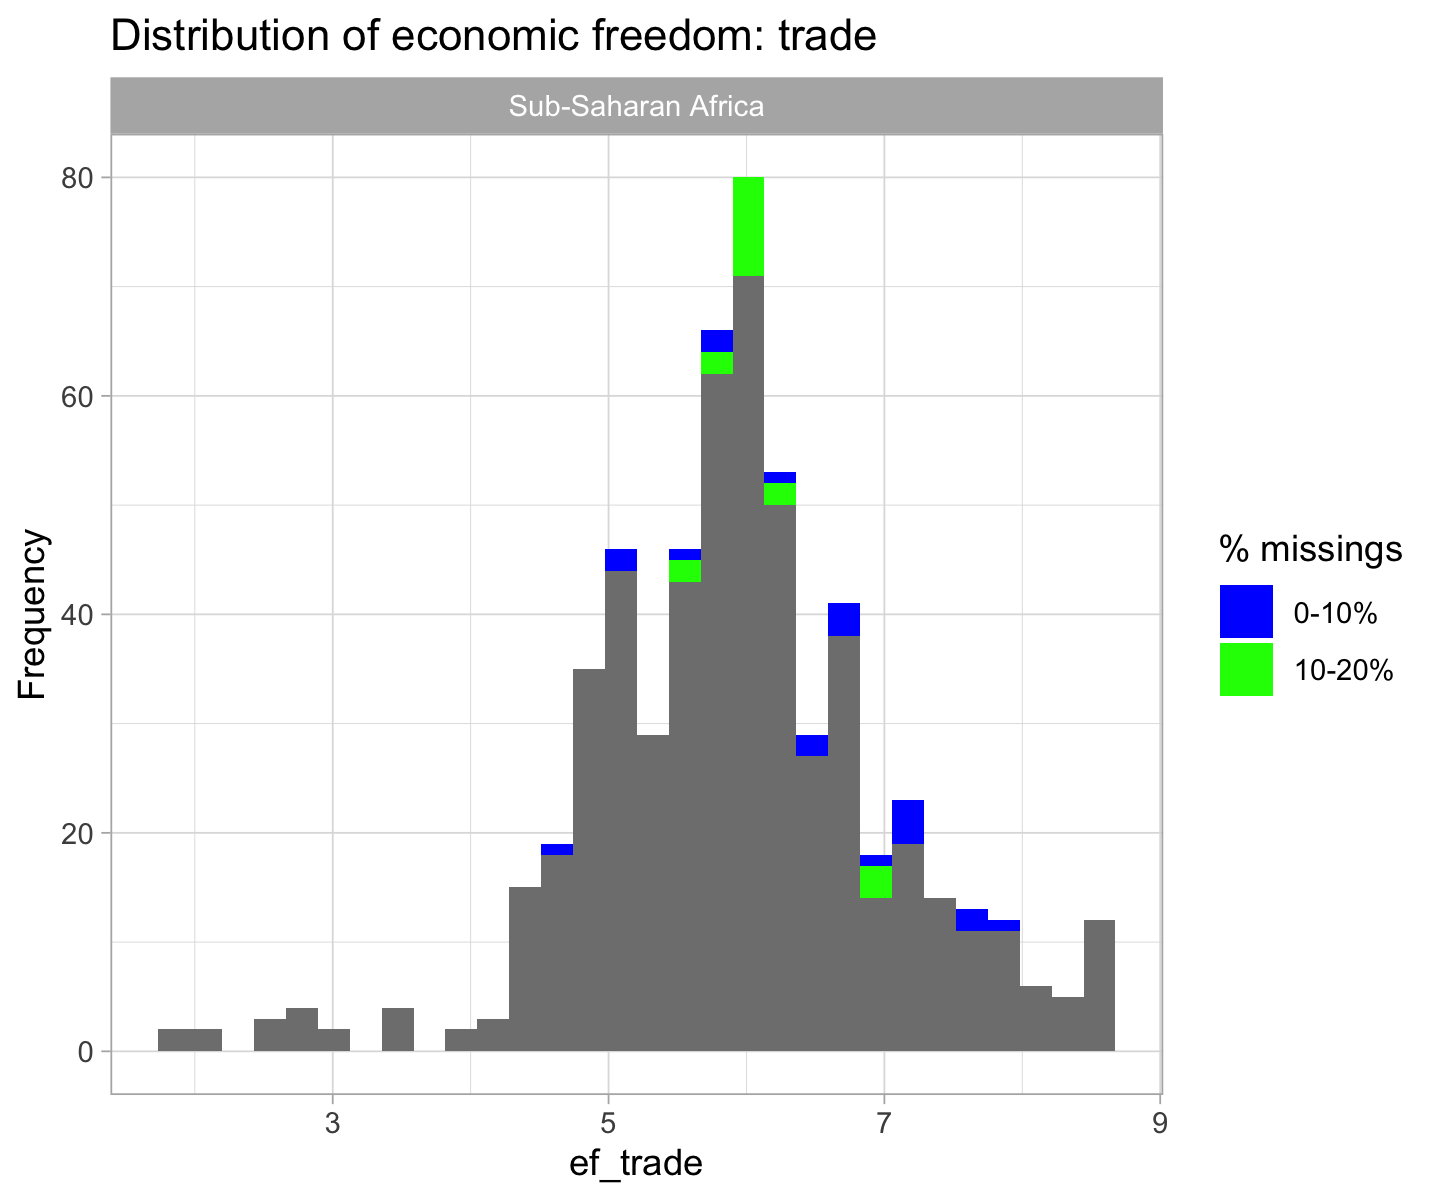 Distribution of economic freedom: trade
Sub-Saharan Africa
80
60
40
20
0
Frequency
3 5 7 9
ef_trade
% missings
0-10%
10-20%